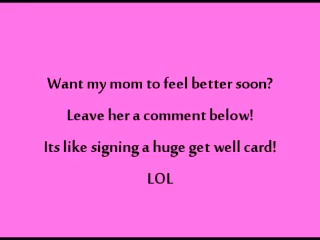 Want my mom to feel better soon?
Leave her a comment below!
Its like signing a huge get well card!
LOL